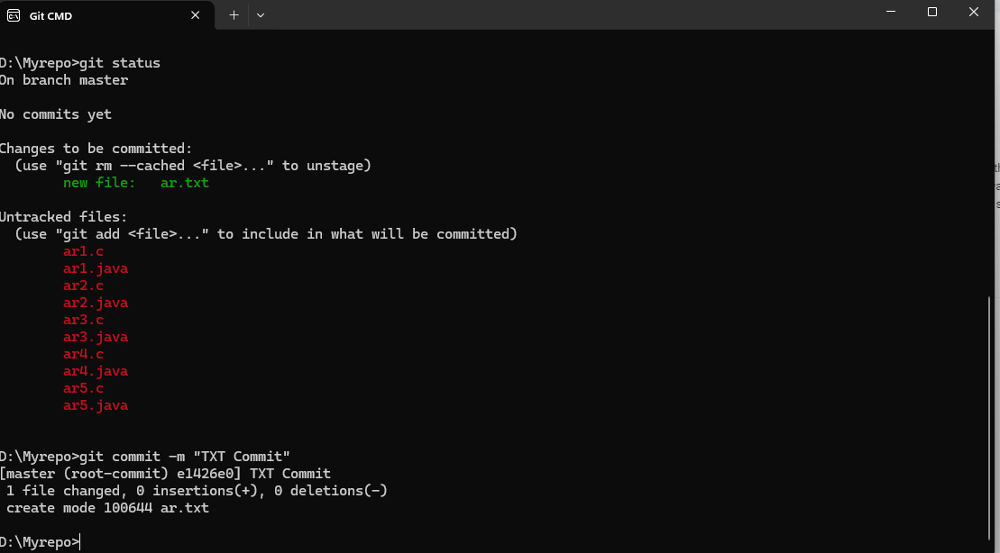 Git CMD
D:\Myrepo>git status
On branch master
No commits yet
Changes to be committed:
  (use "git rm --cached <file>..." to unstage)
        new file:   ar.txt
Untracked files:
  (use "git add <file>..." to include in what will be committed)
        ar1.c
        ar1.java
        ar2.c
        ar2.java
        ar3.c
        ar3.java
        ar4.c
        ar4.java
        ar5.c
        ar5.java
D:\Myrepo>git commit -m "TXT Commit"
[master (root-commit) e1426e0] TXT Commit
 1 file changed, 0 insertions(+), 0 deletions(-)
 create mode 100644 ar.txt
D:\Myrepo>